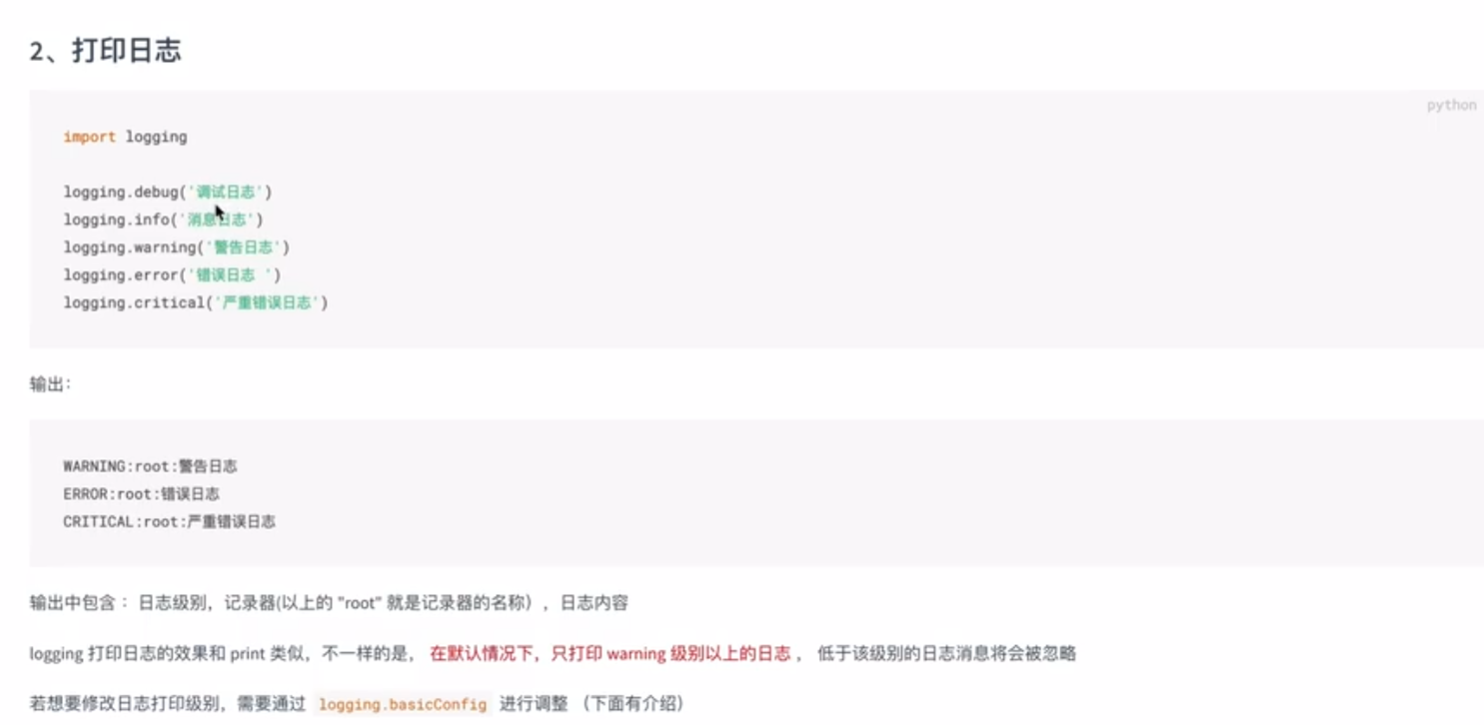 2、打印日志
python
import logging
logging.debug('调试日志')
logging.info('消息日志')
logging.warning('警告日志')
logging.error('错误日志 ')
logging.critical('严重错误日志')
输出：
WARNING:root:警告日志
ERROR:root:错误日志
CRITICAL:root:严重错误日志
输出中包含： 日志级别，记录器(以上的 "root" 就是记录器的名称），日志内容
logging 打印日志的效果和 print 类似，不一样的是， 在默认情况下，只打印 warning 级别以上的日志 ， 低于该级别的日志消息将会被忽略
若想要修改日志打印级别，需要通过 logging.basicConfig 进行调整 （下面有介绍）